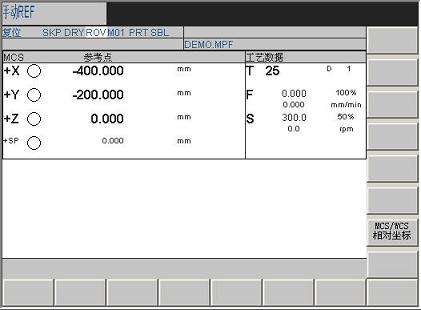 手动REF
复位 SKP DRY ROV M01 PRT SBL
DEMO.MPF
MCS 参考点 工艺数据
+X -400.000 mm T 25 D 1
+Y -200.000 mm F 0.000 100%
0.000 mm/min
+Z 0.000 mm S 300.0 50%
0.0 rpm
+SP 0.000 mm
MCS/WCS
相对坐标